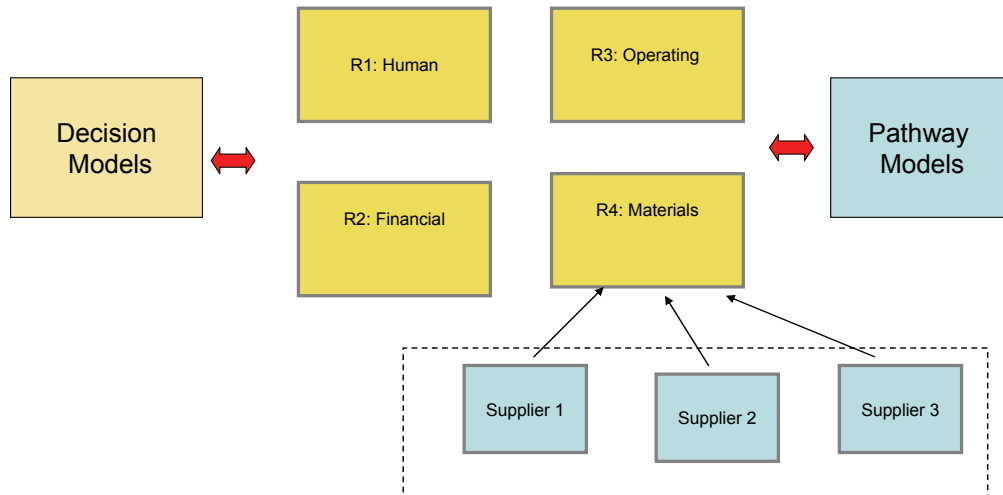 R1: Human
R3: Operating
Decision
Models
Pathway
Models
R2: Financial
R4: Materials
Supplier 1
Supplier 2
Supplier 3